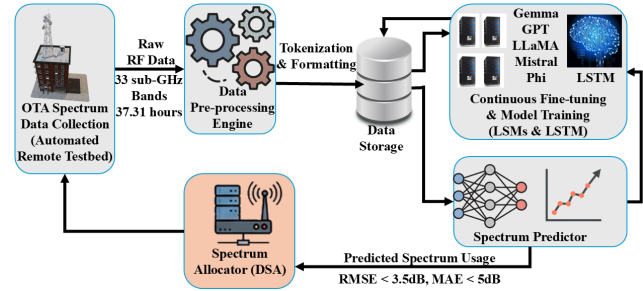 Raw
RF Data
33 sub-GHz
Bands
37.31 hours
OTA Spectrum
Data Collection
(Automated
Remote Testbed)
Data
Pre-processing
Engine
Tokenization
& Formatting
Data
Storage
Gemma
GPT
LLaMA
Mistral
Phi
LSTM
Continuous Fine-tuning
& Model Training
(LSMs & LSTM)
Spectrum Predictor
Spectrum
Allocator (DSA)
Predicted Spectrum Usage
RMSE < 3.5dB, MAE < 5dB